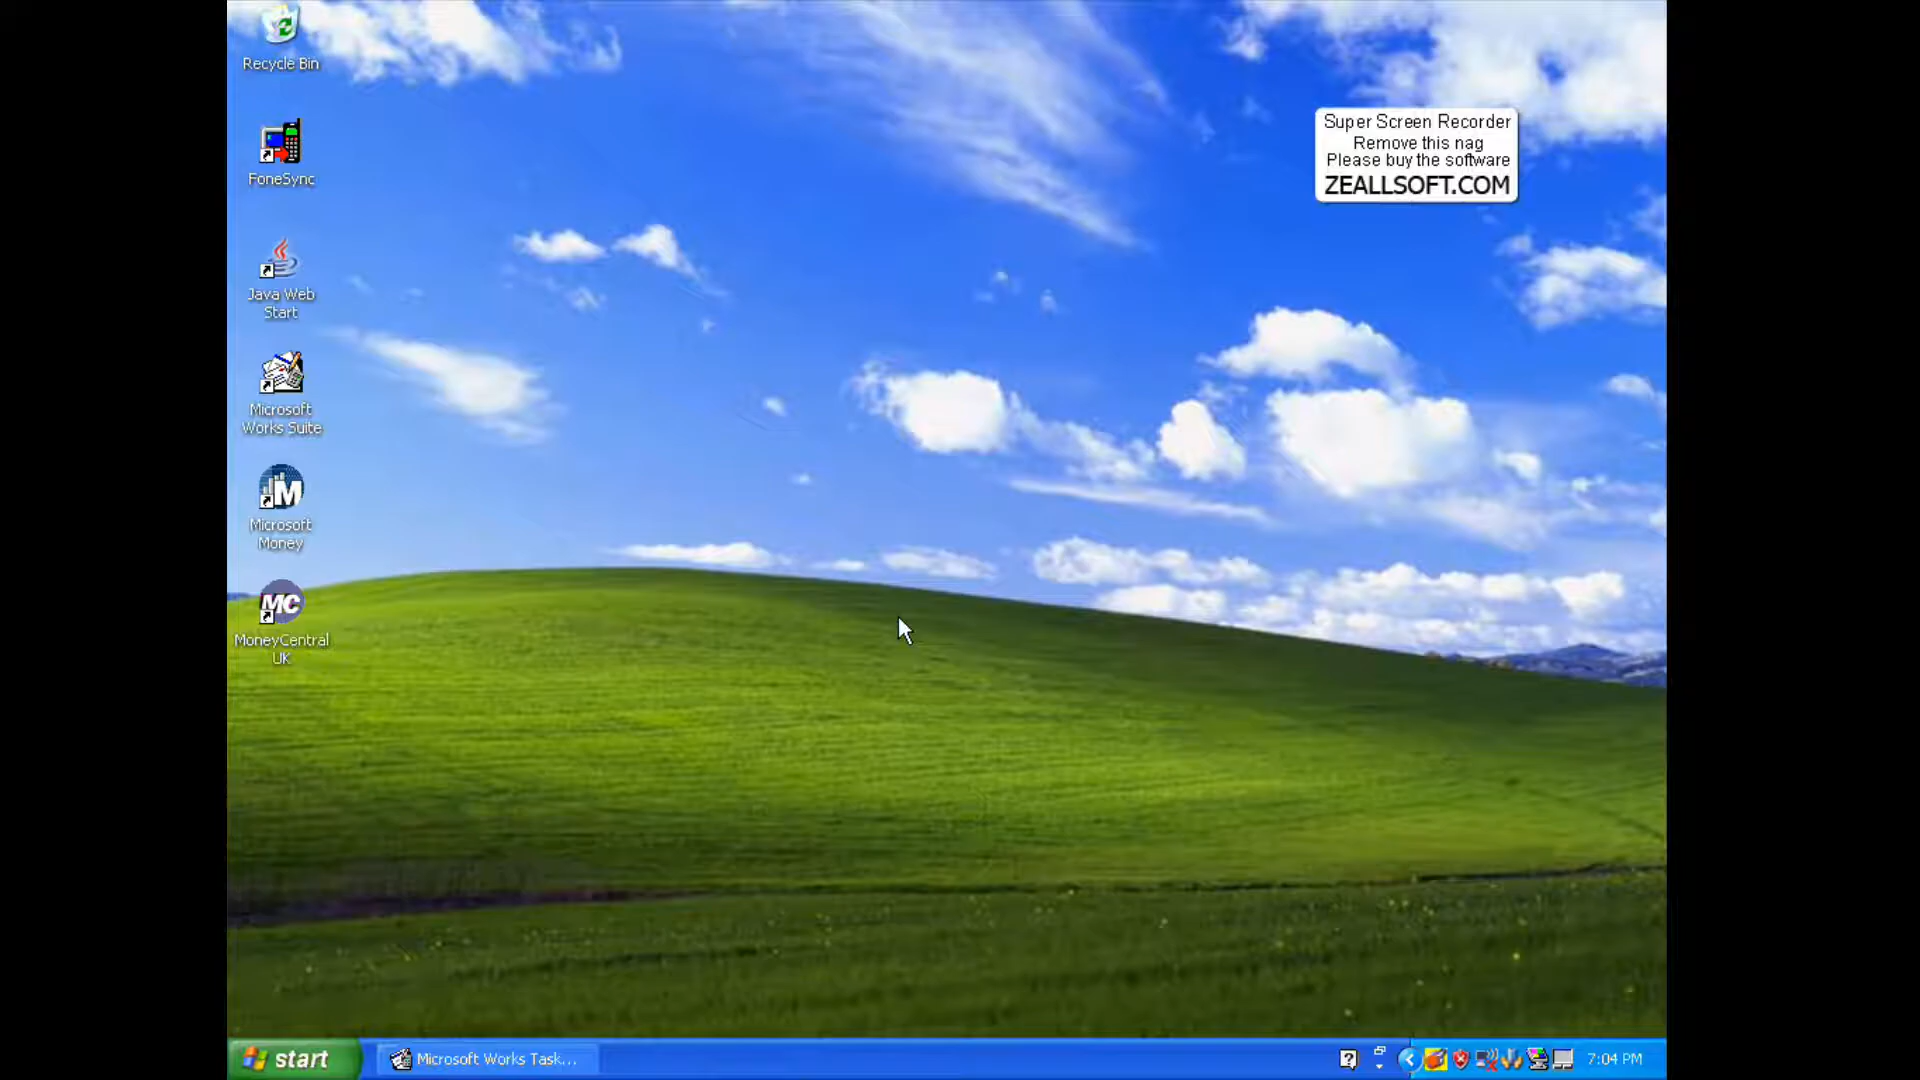 Recycle Bin
FoneSync
Java Web
Start
Microsoft
Works Suite
Microsoft
Money
MC
MoneyCentral
UK
Super Screen Recorder
Remove this nag
Please buy the software
ZEALLSOFT.COM
start
Microsoft Works Task...
7:04 PM